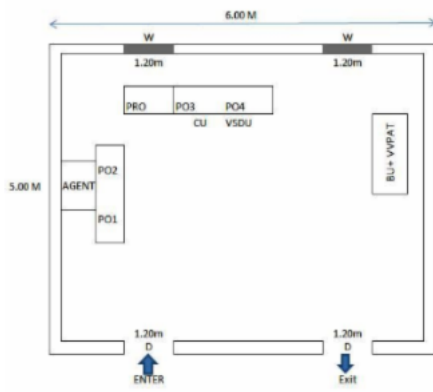 6.00 M
W W
1.20m 1.20m
PRO PO3 PO4
CU VSDU
BU+ VVPAT
PO2
AGENT
5.00 M
PO1
1.20m 1.20m
D D
ENTER Exit